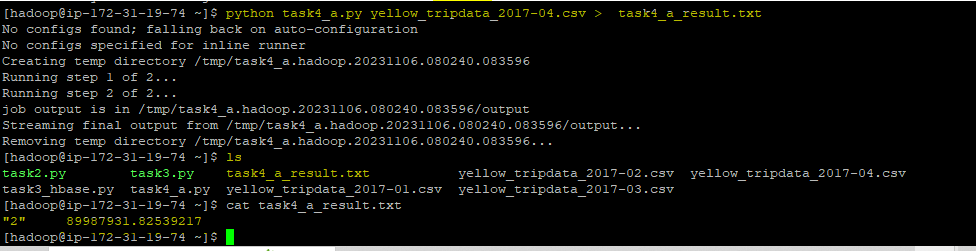 [hadoop@ip-172-31-19-74 ~]$ python task4_a.py yellow_tripdata_2017-04.csv >  task4_a_result.txt
No configs found; falling back on auto-configuration
No configs specified for inline runner
Creating temp directory /tmp/task4_a.hadoop.20231106.080240.083596
Running step 1 of 2...
Running step 2 of 2...
job output is in /tmp/task4_a.hadoop.20231106.080240.083596/output
Streaming final output from /tmp/task4_a.hadoop.20231106.080240.083596/output...
Removing temp directory /tmp/task4_a.hadoop.20231106.080240.083596...
[hadoop@ip-172-31-19-74 ~]$ ls
task2.py        task3.py    task4_a_result.txt           yellow_tripdata_2017-02.csv  yellow_tripdata_2017-04.csv
task3_hbase.py  task4_a.py  yellow_tripdata_2017-01.csv  yellow_tripdata_2017-03.csv
[hadoop@ip-172-31-19-74 ~]$ cat task4_a_result.txt
"2"     89987931.82539217
[hadoop@ip-172-31-19-74 ~]$